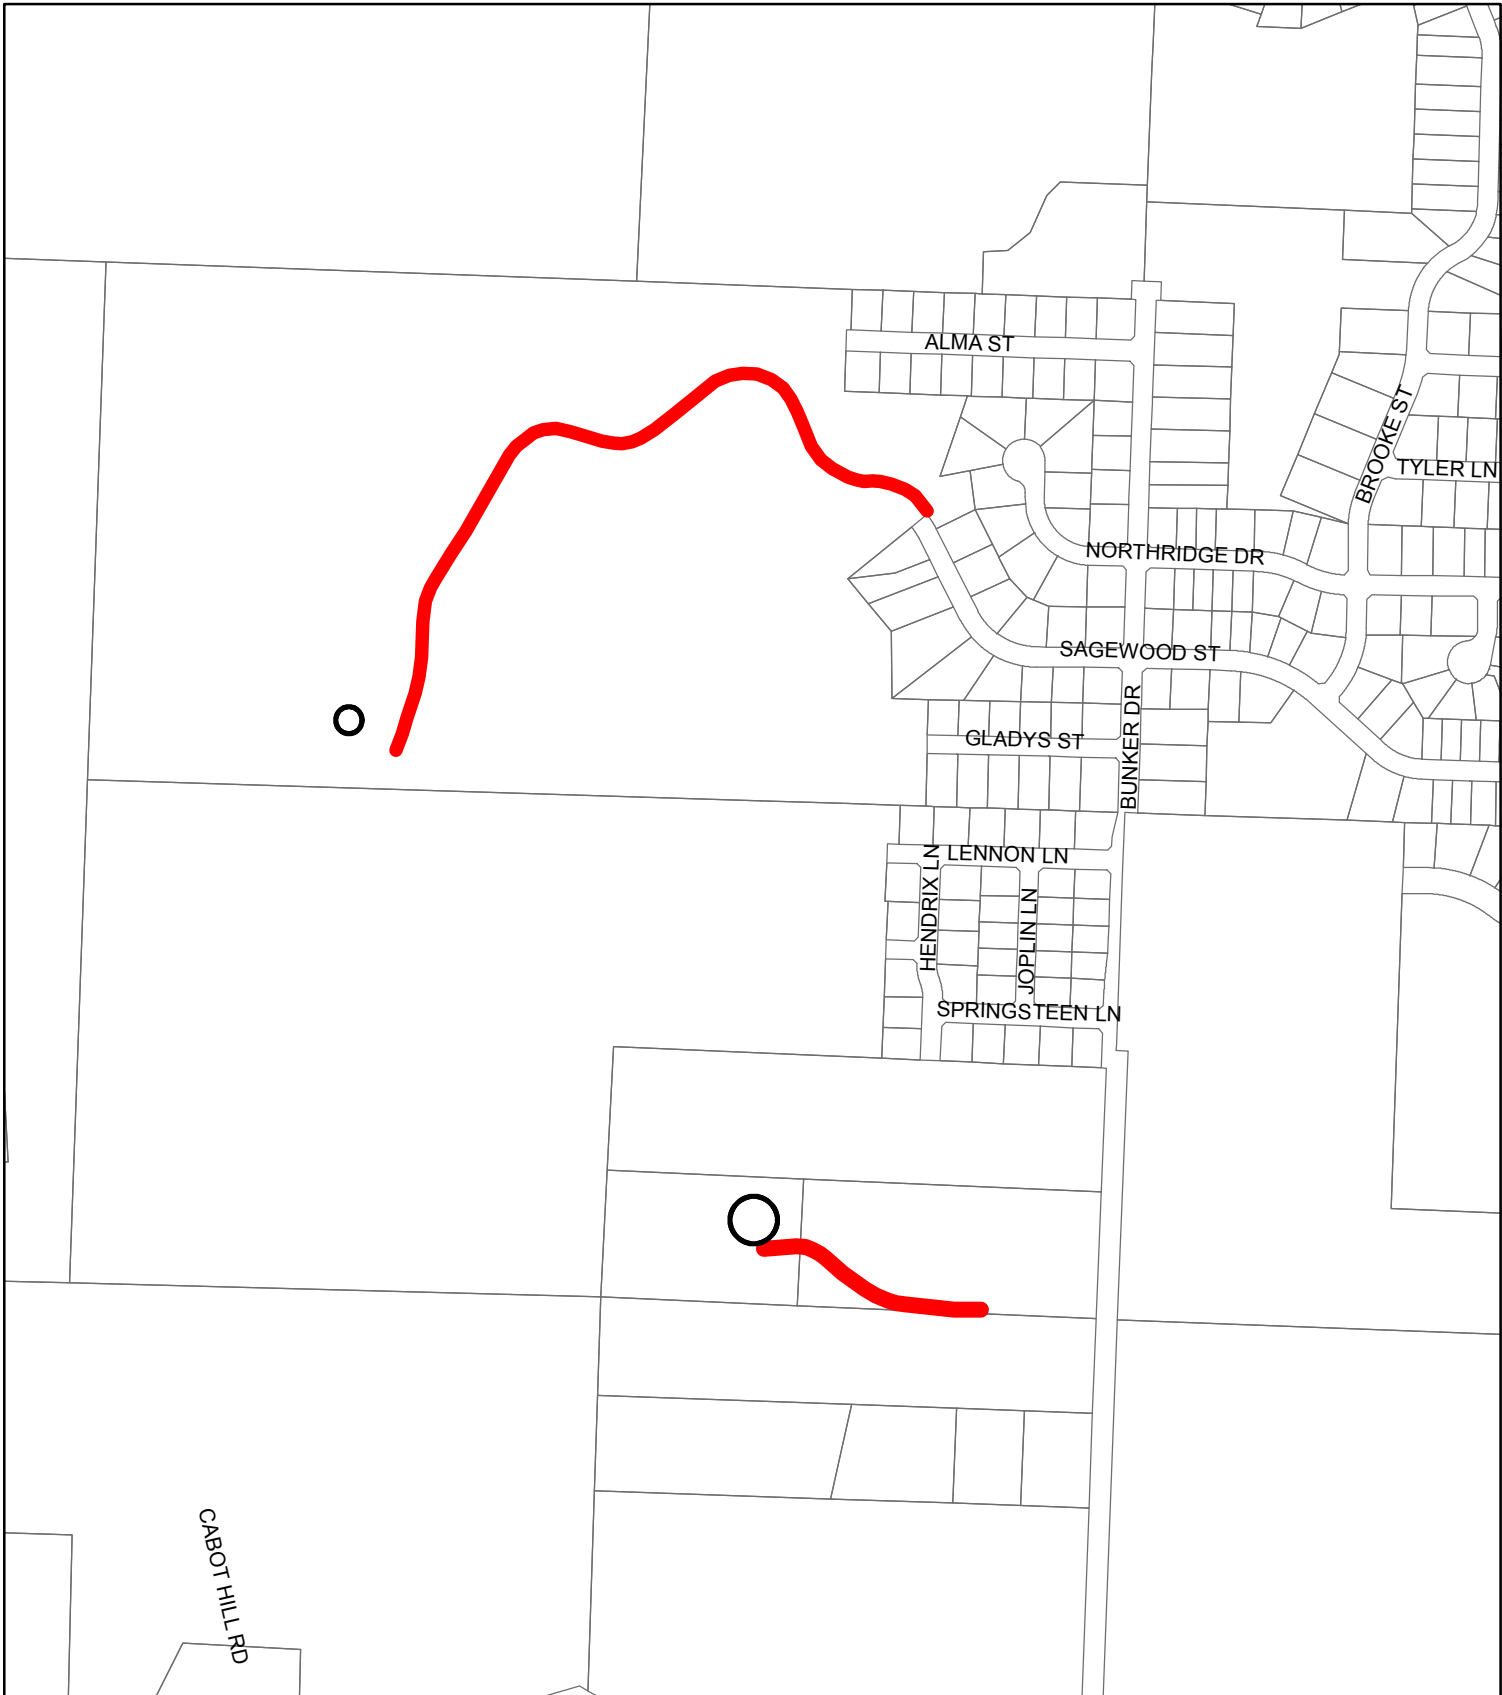 ALMA ST
BROOKE ST
TYLER LN
NORTHRIDGE DR
SAGEWOOD ST
BUNKER DR
GLADYS ST
LENNON LN
HENDRIX LN
JOPLIN LN
SPRINGSTEEN LN
CABOT HILL RD